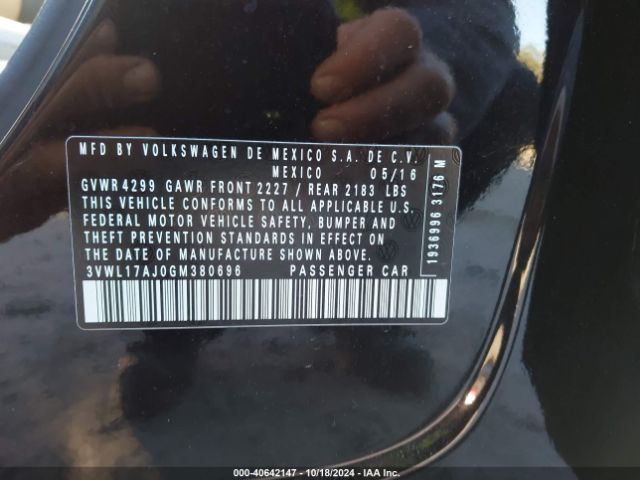 MFD BY VOLKSWAGEN DE MEXICO S.A. DE C.V.
MEXICO 05/16
GVWR 4299 GAWR FRONT 2227 / REAR 2183 LBS
THIS VEHICLE CONFORMS TO ALL APPLICABLE U.S.
FEDERAL MOTOR VEHICLE SAFETY, BUMPER AND
THEFT PREVENTION STANDARDS IN EFFECT ON
THE DATE OF MANUFACTURE SHOWN ABOVE.
3VWL17AJ0GM380696 PASSENGER CAR
1936996 3176 M
000-40642147 - 10/18/2024 - IAA Inc.